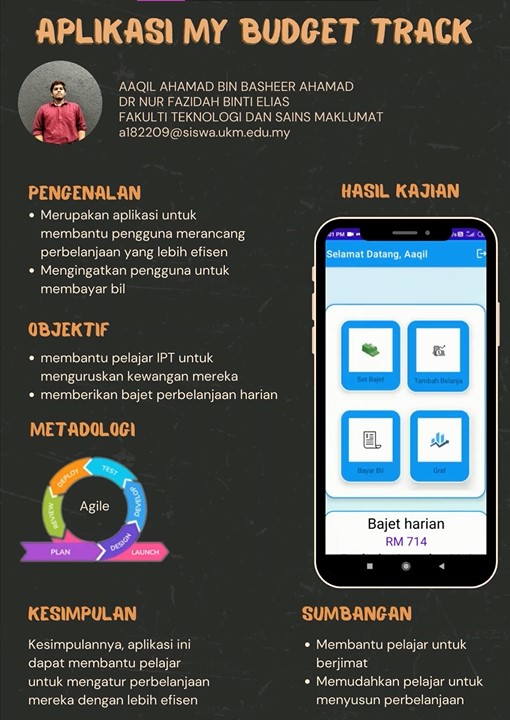 APLIKASI MY BUDGET TRACK
AAQIL AHAMAD BIN BASHEER AHAMAD
DR NUR FAZIDAH BINTI ELIAS
FAKULTI TEKNOLOGI DAN SAINS MAKLUMAT
a182209@siswa.ukm.edu.my
PENGENALAN
• Merupakan aplikasi untuk
membantu pengguna merancang
perbelanjaan yang lebih efisen
• Mengingatkan pengguna untuk
membayar bil
OBJEKTIF
• membantu pelajar IPT untuk
menguruskan kewangan mereka
• memberikan bajet perbelanjaan harian
METADOLOGI
DEPLOY
TEST
DEVELOP
REVIEW
Agile
DESIGN
PLAN
LAUNCH
HASIL KAJIAN
PM
Selamat Datang, Aaqil
Set Bajet
Tambah Belanja
Bayar Bil
Graf
Bajet harian
RM 714
KESIMPULAN
Kesimpulannya, aplikasi ini
dapat membantu pelajar
untuk mengatur perbelanjaan
mereka dengan lebih efisen
SUMBANGAN
• Membantu pelajar untuk
berjimat
• Memudahkan pelajar untuk
menyusun perbelanjaan